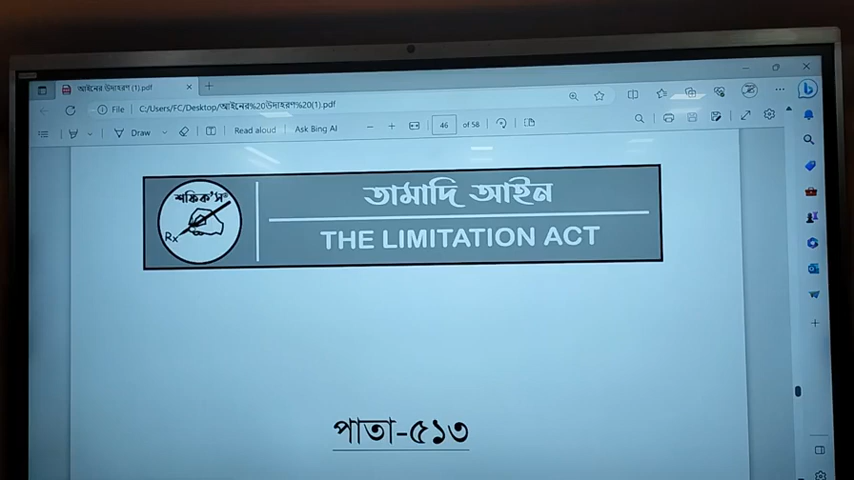 আইনের উদাহরণ (1).pdf
File
C:/Users/FC/Desktop/আইনের%20উদাহরণ%20(1).pdf
Draw
Read aloud
Ask Bing AI
46 of 58
শফিক'স
Rx
তামাদি আইন
THE LIMITATION ACT
পাতা-৫১৩